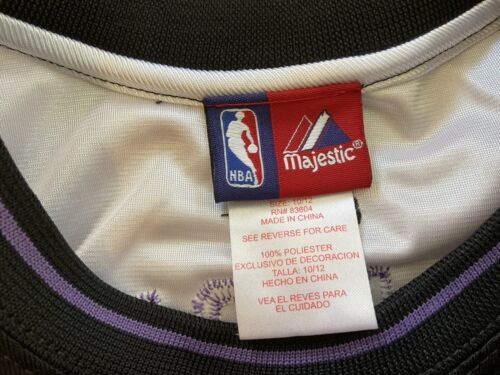 NBA
majestic®
SIZE: 10/12
RN# 83604
MADE IN CHINA
SEE REVERSE FOR CARE
100% POLIESTER
EXCLUSIVO DE DECORACION
TALLA: 10/12
HECHO EN CHINA
VEA EL REVES PARA
EL CUIDADO